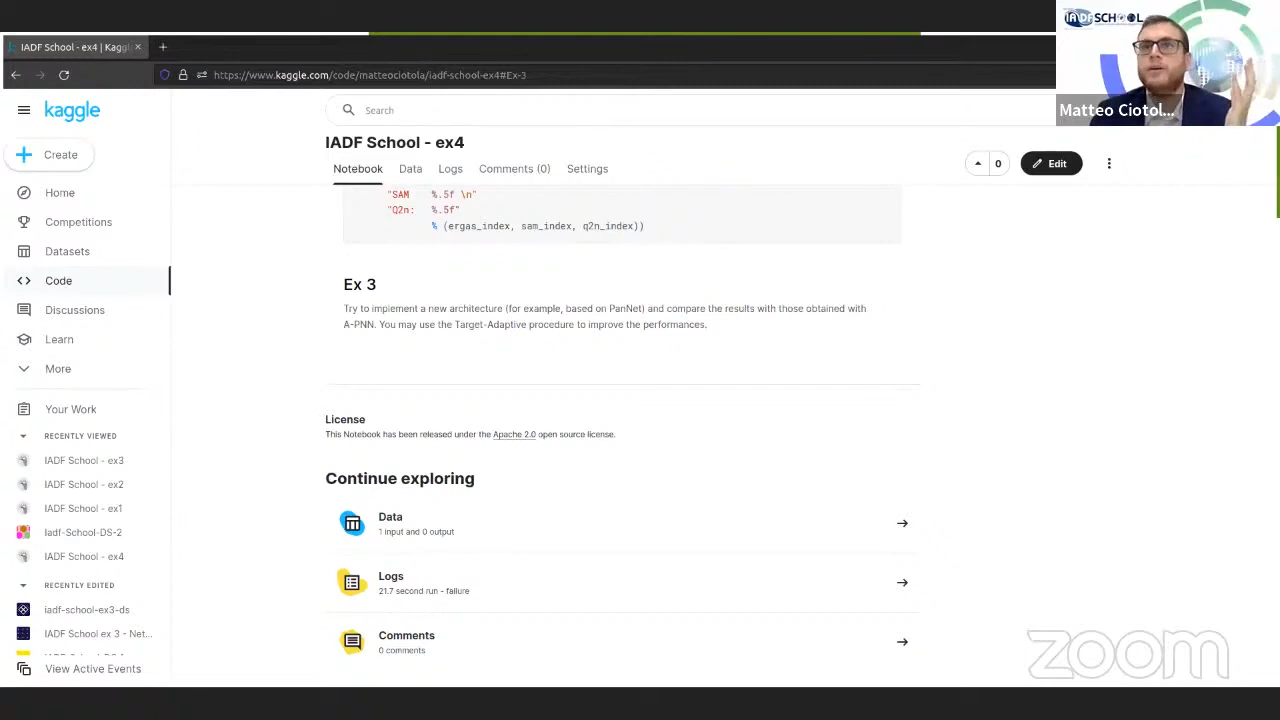 IADF School - ex4 | Kaggl
https://www.kaggle.com/code/matteociotola/iadf-school-ex4#Ex-3
IADFSCHOOL
Matteo Ciotol...
kaggle
Search
Create
Home
Competitions
Datasets
Code
Discussions
Learn
More
Your Work
RECENTLY VIEWED
IADF School - ex3
IADF School - ex2
IADF School - ex1
Iadf-School-DS-2
IADF School - ex4
RECENTLY EDITED
iadf-school-ex3-ds
IADF School ex 3 - Net...
View Active Events
IADF School - ex4
Notebook Data Logs Comments (0) Settings
0 Edit
"SAM %.5f \n"
"Q2n: %.5f"
% (ergas_index, sam_index, q2n_index))
Ex 3
Try to implement a new architecture (for example, based on PanNet) and compare the results with those obtained with
A-PNN. You may use the Target-Adaptive procedure to improve the performances.
License
This Notebook has been released under the Apache 2.0 open source license.
Continue exploring
Data
1 input and 0 output
Logs
21.7 second run - failure
Comments
0 comments
zoom